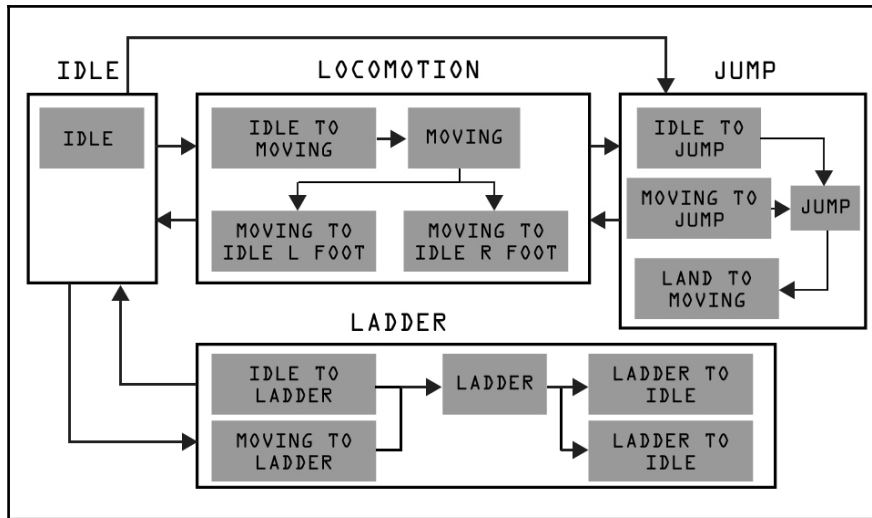 IDLE
LOCOMOTION
JUMP
IDLE
IDLE TO
MOVING
MOVING
MOVING TO
IDLE L FOOT
MOVING TO
IDLE R FOOT
IDLE TO
JUMP
MOVING TO
JUMP
JUMP
LAND TO
MOVING
LADDER
IDLE TO
LADDER
MOVING TO
LADDER
LADDER
LADDER TO
IDLE
LADDER TO
IDLE